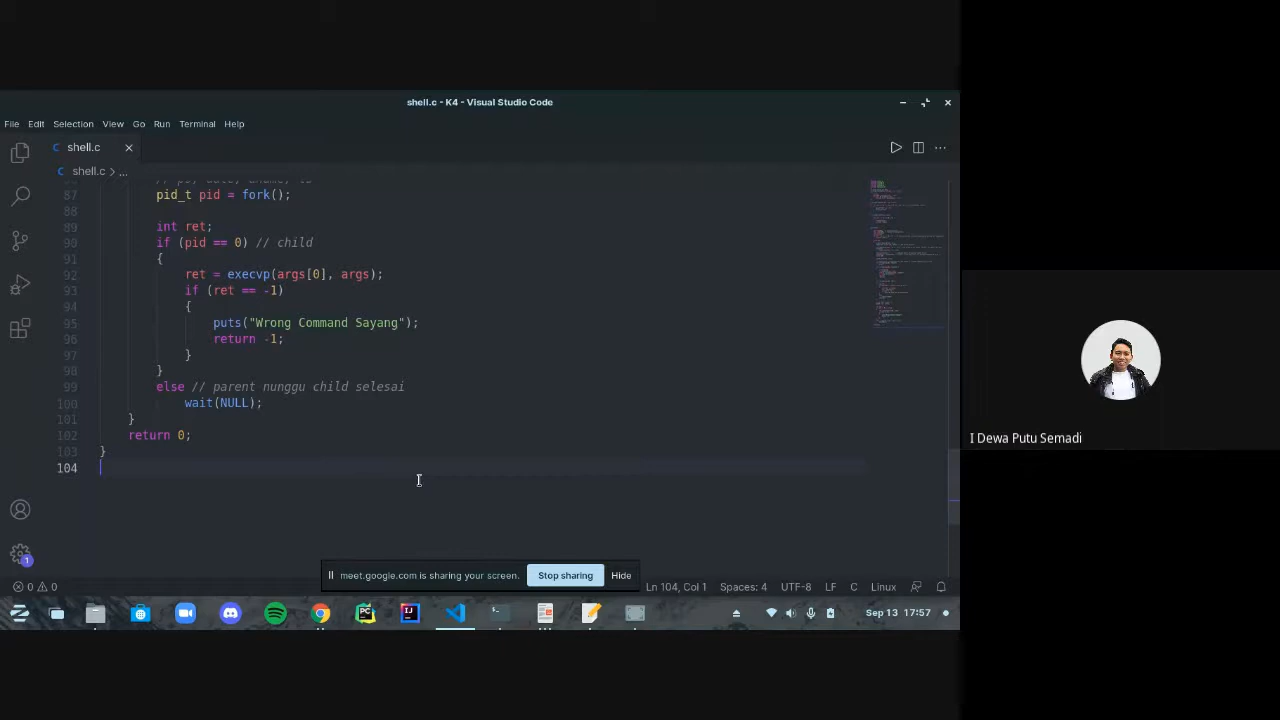 shell.c - K4 - Visual Studio Code
File Edit Selection View Go Run Terminal Help
shell.c
shell.c > ...
87 pid_t pid = fork();
88
89 int ret;
90 if (pid == 0) // child
91 {
92 ret = execvp(args[0], args);
93 if (ret == -1)
94 {
95 puts("Wrong Command Sayang");
96 return -1;
97 }
98 }
99 else // parent nunggu child selesai
100 wait(NULL);
101 }
102 return 0;
103 }
104
I Dewa Putu Semadi
meet.google.com is sharing your screen. Stop sharing Hide
1
0 0 Ln 104, Col 1 Spaces: 4 UTF-8 LF C Linux
Sep 13 17:57